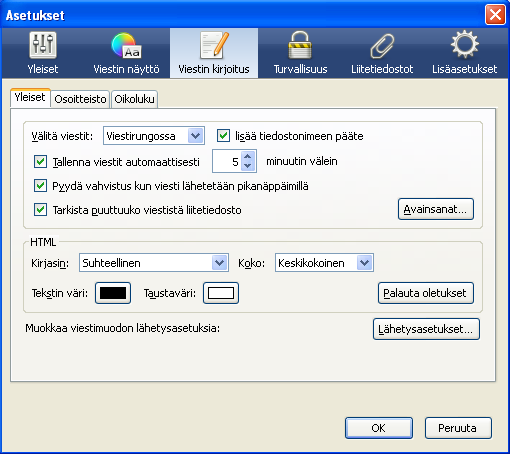 Asetukset
Yleiset Viestin näyttö Viestin kirjoitus Turvallisuus Liitetiedostot Lisäasetukset
Yleiset Osoitteisto Oikoluku
Välitä viestit: Viestirungossa lisää tiedostonimeen pääte
Tallenna viestit automaattisesti 5 minuutin välein
Pyydä vahvistus kun viesti lähetetään pikanäppäimillä
Tarkista puuttuuko viestistä liitetiedosto Avainsanat...
HTML
Kirjasin: Suhteellinen Koko: Keskikokoinen
Tekstin väri: Taustaväri: Palauta oletukset
Muokkaa viestimuodon lähetysasetuksia: Lähetysasetukset...
OK Peruuta